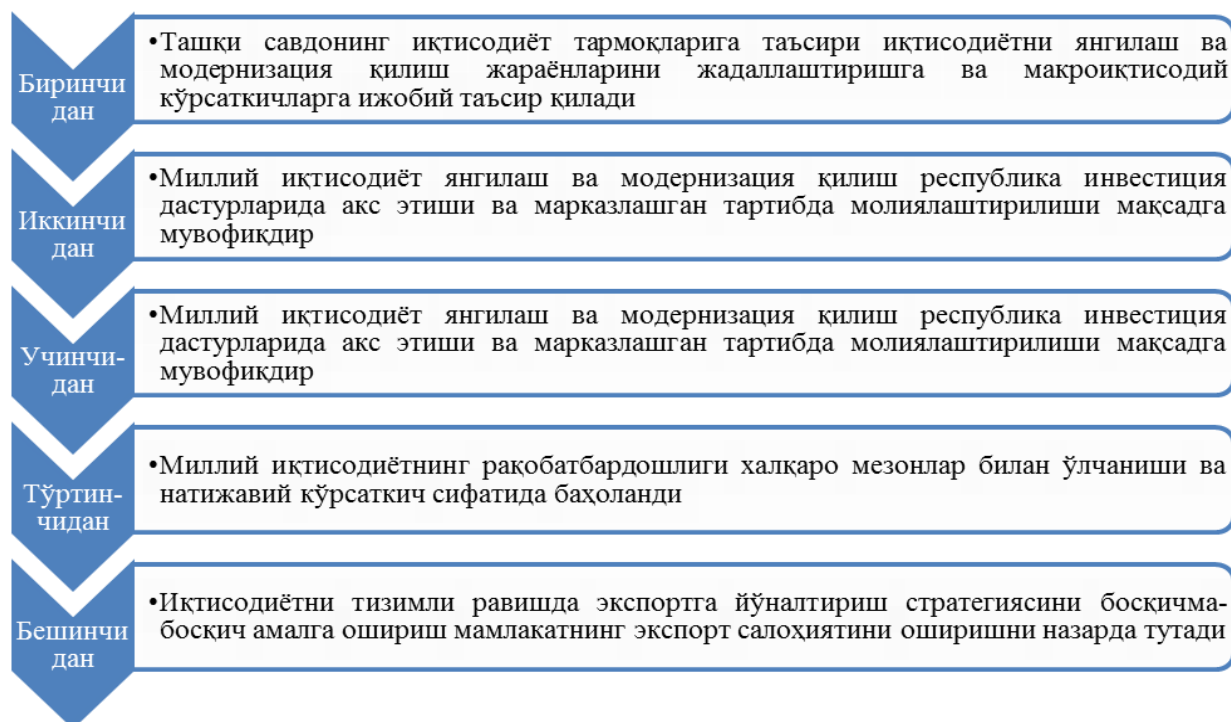 Биринчи
дан
•Ташқи савдонинг иқтисодиёт тармоқларига таъсири иқтисодиётни янгилаш ва
модернизация қилиш жараёнларини жадаллаштиришга ва макроиқтисодий
кўрсаткичларга ижобий таъсир қилади
Иккинчи
дан
•Миллий иқтисодиёт янгилаш ва модернизация қилиш республика инвестиция
дастурларида акс этиши ва марказлашган тартибда молиялаштирилиши мақсадга
мувофиқдир
Учинчи-
дан
•Миллий иқтисодиёт янгилаш ва модернизация қилиш республика инвестиция
дастурларида акс этиши ва марказлашган тартибда молиялаштирилиши мақсадга
мувофиқдир
Тўртин-
чидан
•Миллий иқтисодиётнинг рақобатбардошлиги халқаро мезонлар билан ўлчаниши ва
натижавий кўрсаткич сифатида баҳоланди
Бешинчи
дан
•Иқтисодиётни тизимли равишда экспортга йўналтириш стратегиясини босқичма-
босқич амалга ошириш мамлакатнинг экспорт салоҳиятини оширишни назарда тутади